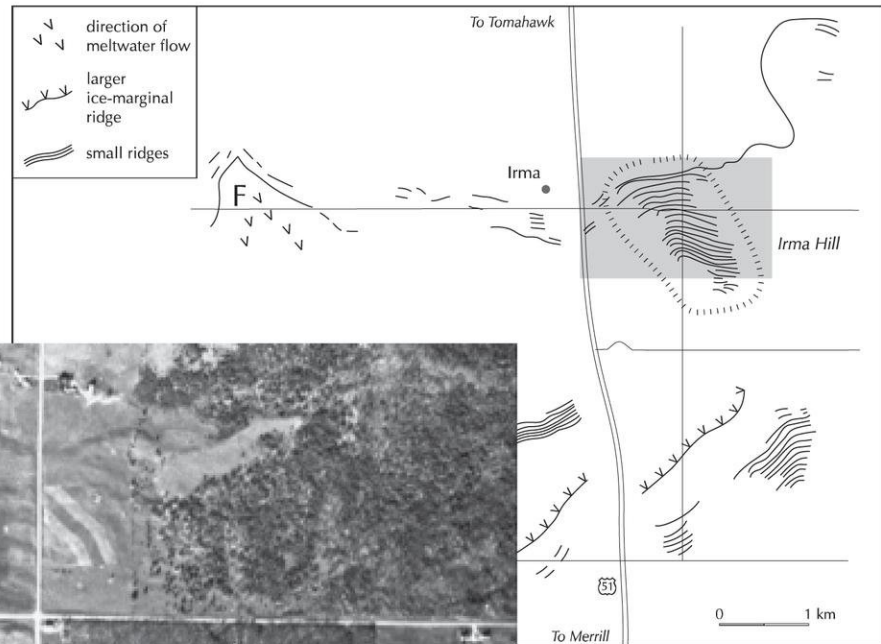 direction of
meltwater flow
larger
ice-marginal
ridge
small ridges
To Tomahawk
Irma
F
Irma Hill
51
To Merrill
0 1 km